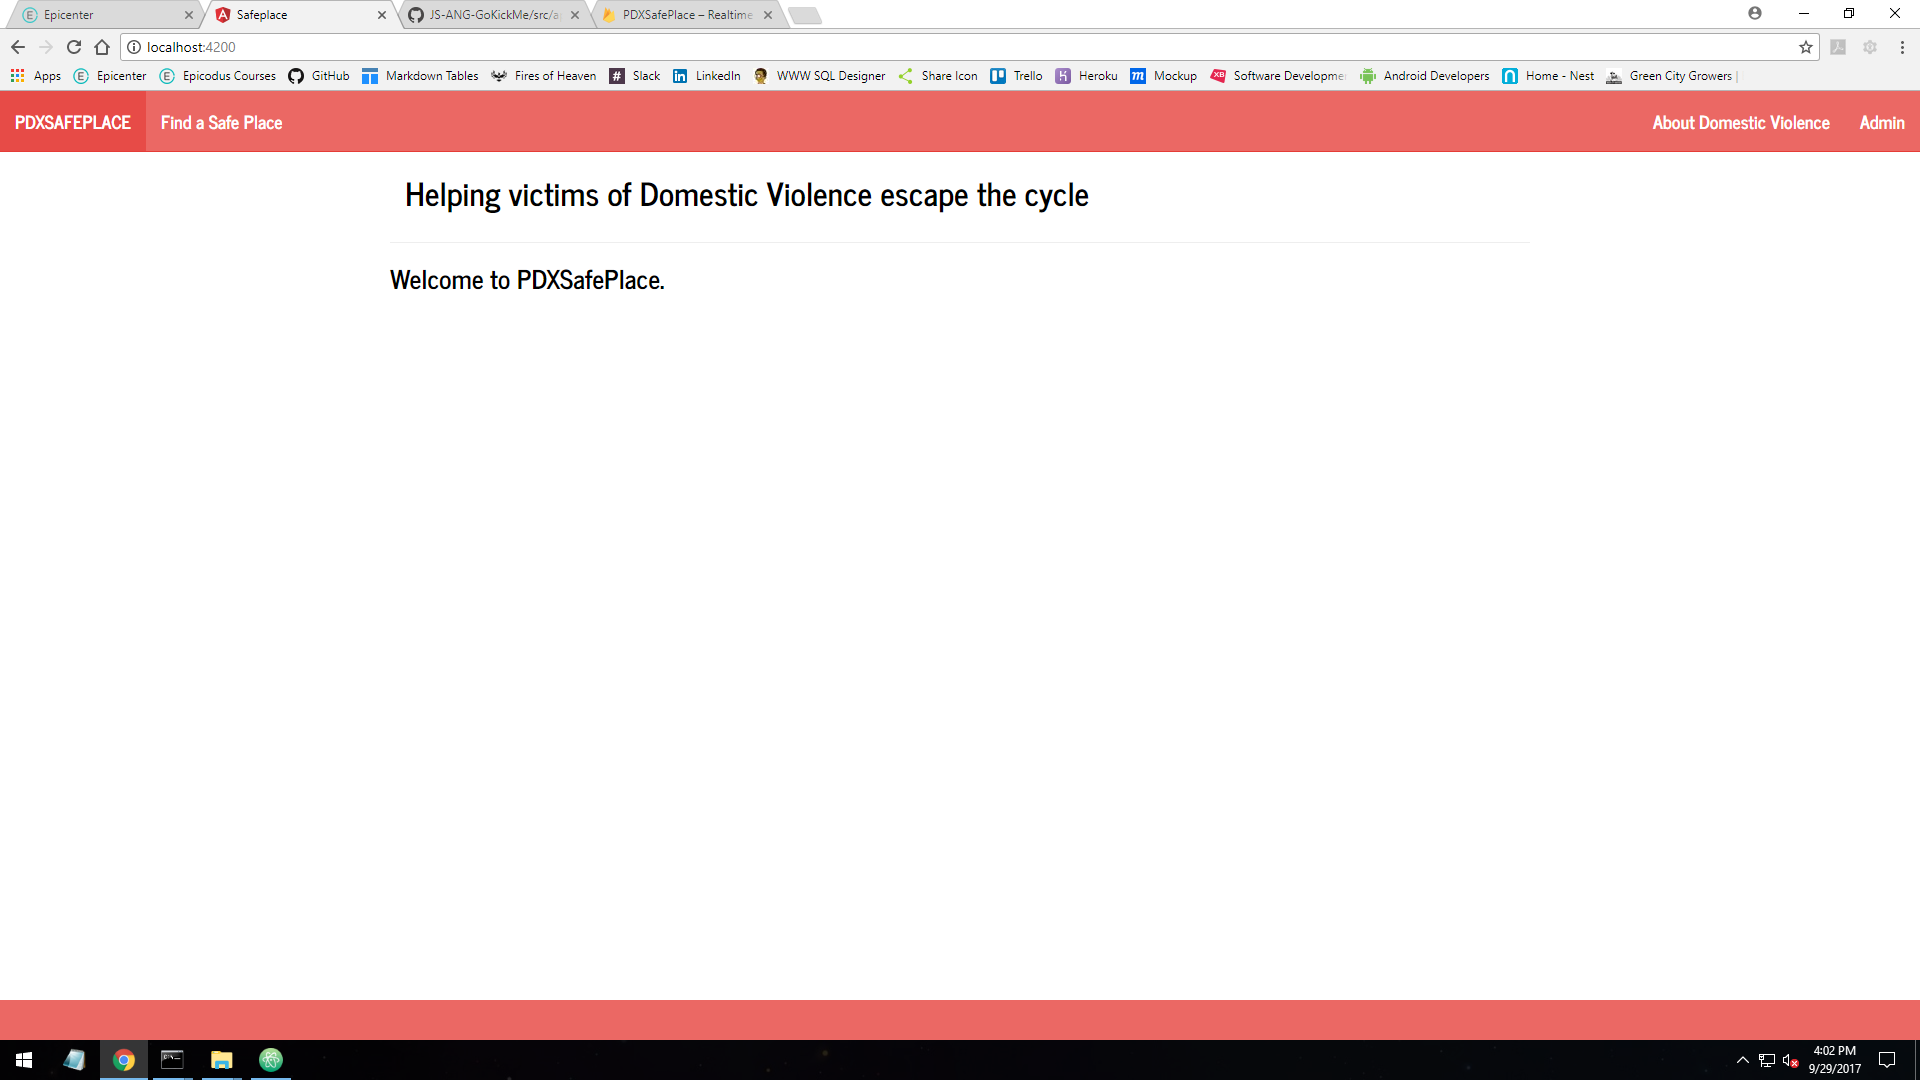 Epicenter
Safeplace
JS-ANG-GoKickMe/src/a
PDXSafePlace – Realtime
localhost:4200
Apps Epicenter Epicodus Courses GitHub Markdown Tables Fires of Heaven Slack LinkedIn WWW SQL Designer Share Icon Trello Heroku Mockup Software Developme Android Developers Home - Nest Green City Growers |
PDXSAFEPLACE Find a Safe Place About Domestic Violence Admin
Helping victims of Domestic Violence escape the cycle
Welcome to PDXSafePlace.
4:02 PM
9/29/2017